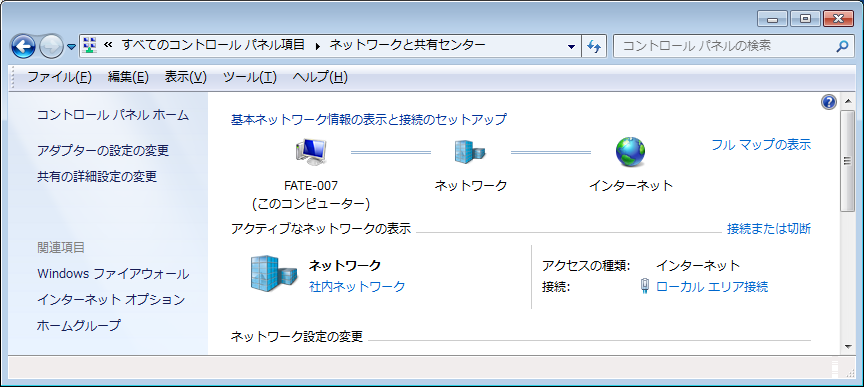 « すべてのコントロール パネル項目 ▸ ネットワークと共有センター
コントロール パネルの検索
ファイル(F) 編集(E) 表示(V) ツール(T) ヘルプ(H)
コントロール パネル ホーム
アダプターの設定の変更
共有の詳細設定の変更
関連項目
Windows ファイアウォール
インターネット オプション
ホームグループ
基本ネットワーク情報の表示と接続のセットアップ
フル マップの表示
FATE-007
(このコンピューター)
ネットワーク
インターネット
アクティブなネットワークの表示
接続または切断
ネットワーク
社内ネットワーク
アクセスの種類: インターネット
接続: ローカル エリア接続
ネットワーク設定の変更